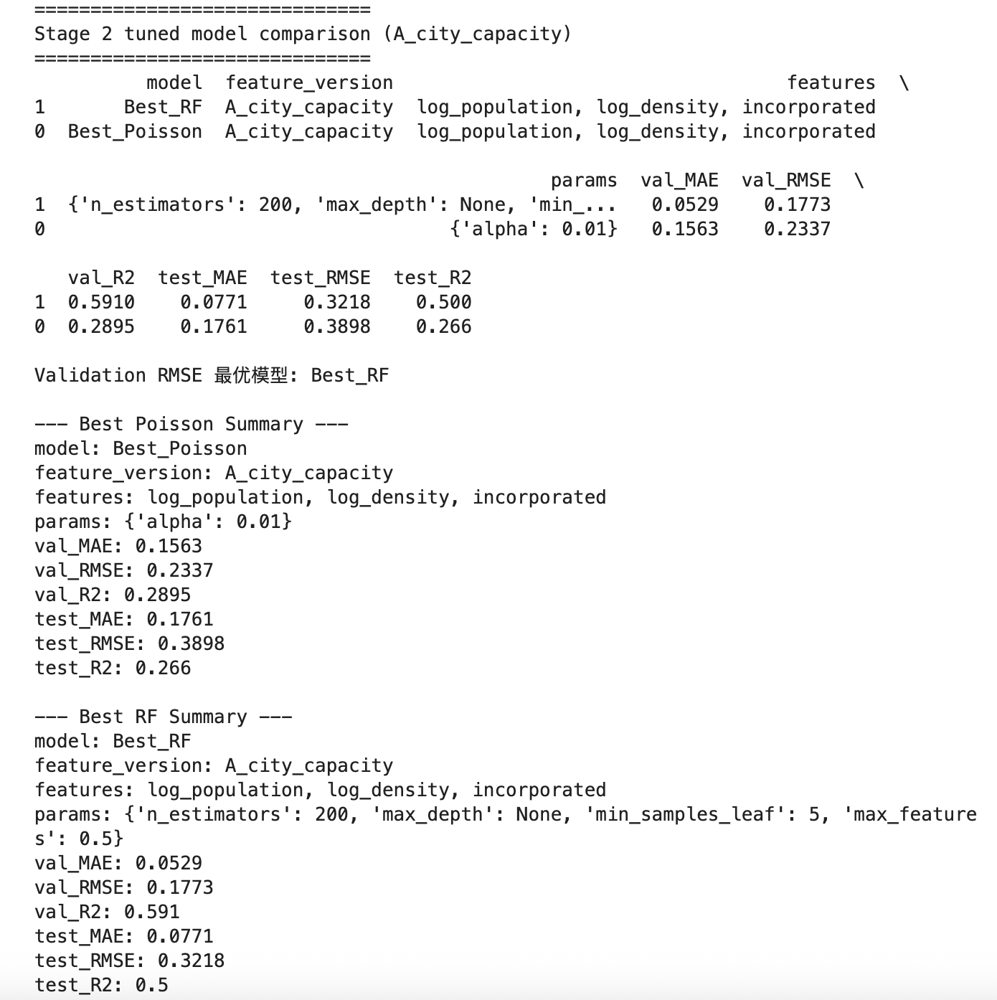 ==============================
Stage 2 tuned model comparison (A_city_capacity)
==============================
          model  feature_version                                   features  \
1       Best_RF  A_city_capacity  log_population, log_density, incorporated
0  Best_Poisson  A_city_capacity  log_population, log_density, incorporated

                                              params  val_MAE  val_RMSE  \
1  {'n_estimators': 200, 'max_depth': None, 'min_...   0.0529    0.1773
0                                    {'alpha': 0.01}   0.1563    0.2337

   val_R2  test_MAE  test_RMSE  test_R2
1  0.5910    0.0771     0.3218    0.500
0  0.2895    0.1761     0.3898    0.266

Validation RMSE 最优模型: Best_RF

--- Best Poisson Summary ---
model: Best_Poisson
feature_version: A_city_capacity
features: log_population, log_density, incorporated
params: {'alpha': 0.01}
val_MAE: 0.1563
val_RMSE: 0.2337
val_R2: 0.2895
test_MAE: 0.1761
test_RMSE: 0.3898
test_R2: 0.266

--- Best RF Summary ---
model: Best_RF
feature_version: A_city_capacity
features: log_population, log_density, incorporated
params: {'n_estimators': 200, 'max_depth': None, 'min_samples_leaf': 5, 'max_feature
s': 0.5}
val_MAE: 0.0529
val_RMSE: 0.1773
val_R2: 0.591
test_MAE: 0.0771
test_RMSE: 0.3218
test_R2: 0.5